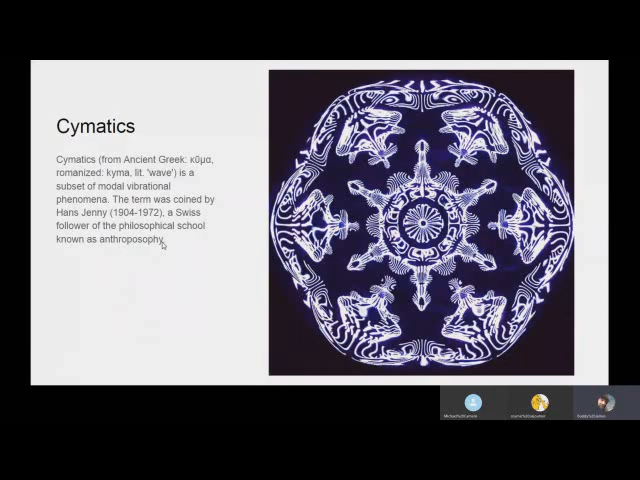 Cymatics
Cymatics (from Ancient Greek: κῦμα,
romanized: kyma, lit. 'wave') is a
subset of modal vibrational
phenomena. The term was coined by
Hans Jenny (1904-1972), a Swiss
follower of the philosophical school
known as anthroposophy.